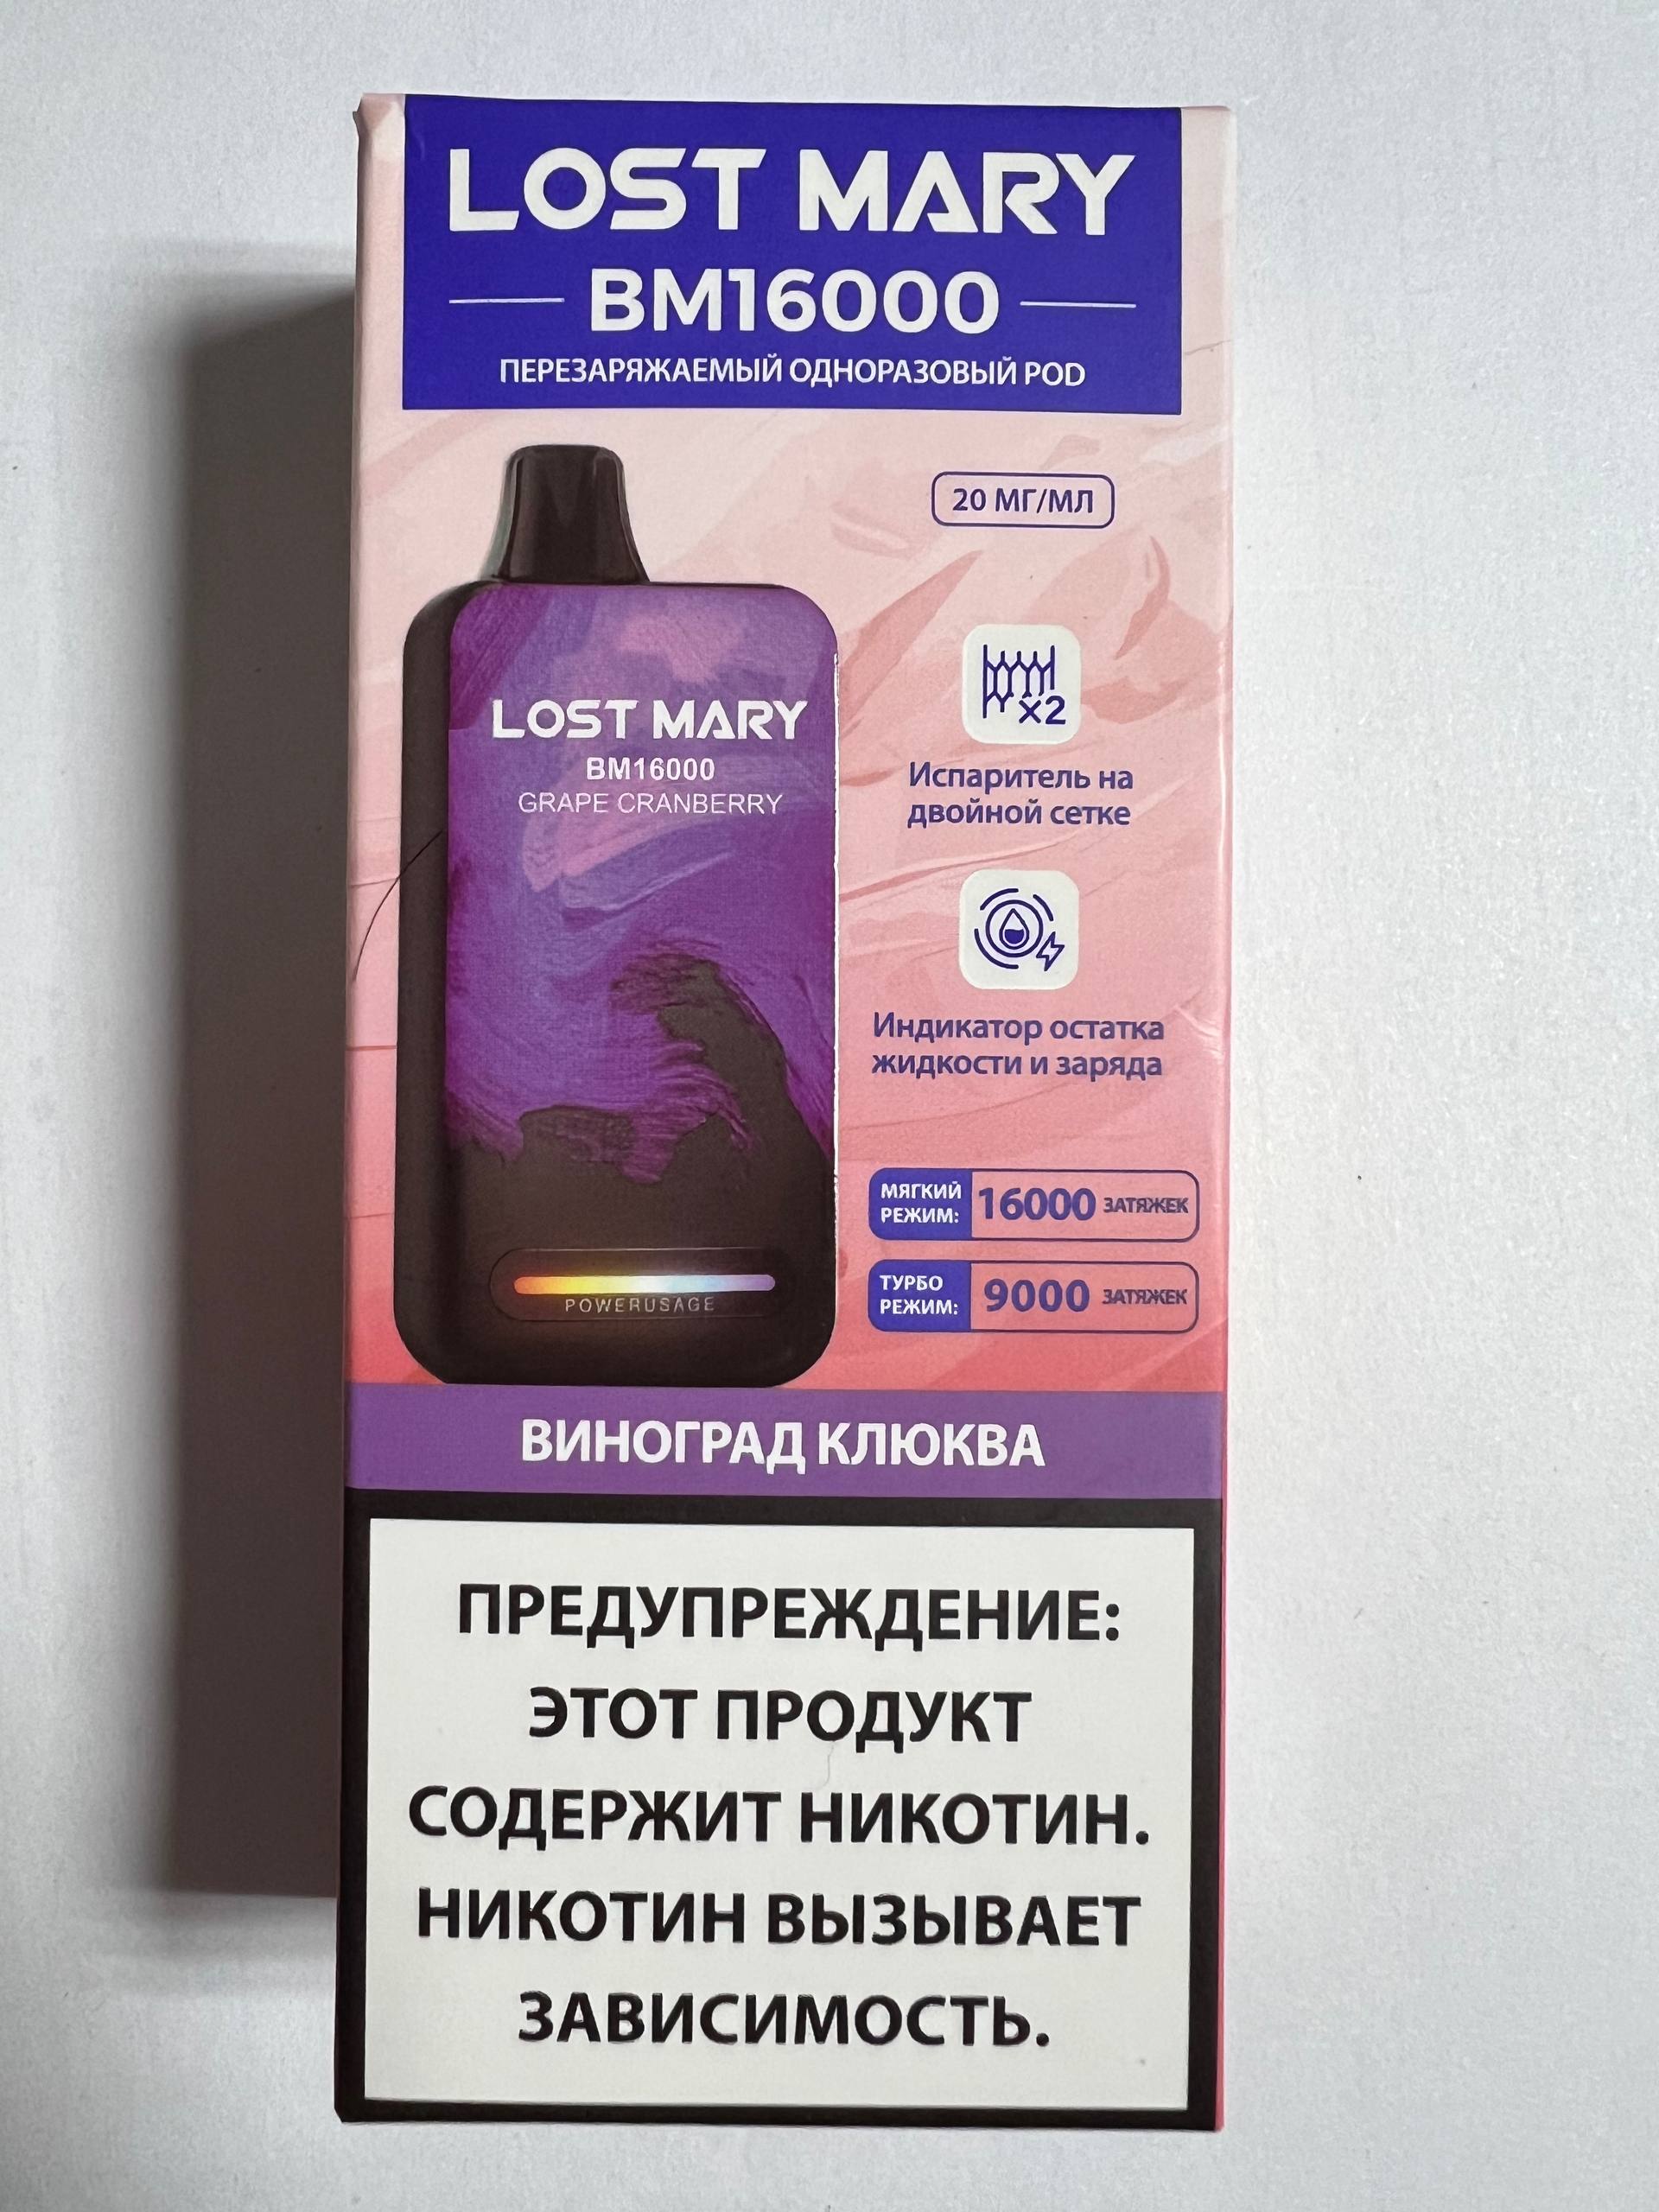 LOST MARY
BM16000
ПЕРЕЗАРЯЖАЕМЫЙ ОДНОРАЗОВЫЙ POD
20 МГ/МЛ
LOST MARY
BM16000
GRAPE CRANBERRY
x2
Испаритель на
двойной сетке
Индикатор остатка
жидкости и заряда
МЯГКИЙ
РЕЖИМ:
16000 ЗАТЯЖЕК
ТУРБО
РЕЖИМ:
9000 ЗАТЯЖЕК
POWERUSAGE
ВИНОГРАД КЛЮКВА
ПРЕДУПРЕЖДЕНИЕ:
ЭТОТ ПРОДУКТ
СОДЕРЖИТ НИКОТИН.
НИКОТИН ВЫЗЫВАЕТ
ЗАВИСИМОСТЬ.